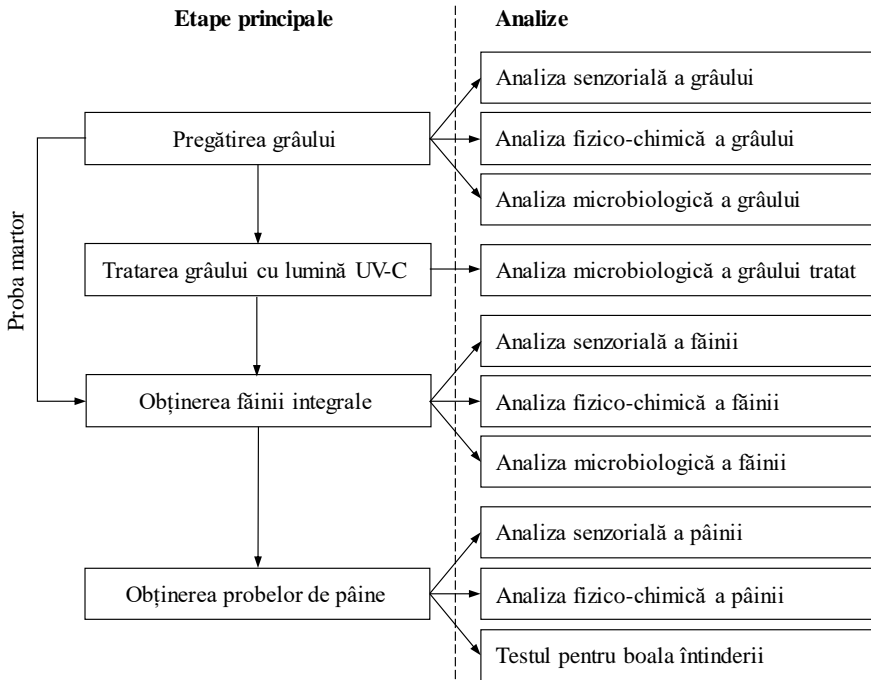 Etape principale
Analize
Analiza senzorială a grâului
Pregătirea grâului
Analiza fizico-chimică a grâului
Analiza microbiologică a grâului
Proba martor
Tratarea grâului cu lumină UV-C
Analiza microbiologică a grâului tratat
Analiza senzorială a făinii
Obținerea făinii integrale
Analiza fizico-chimică a făinii
Analiza microbiologică a făinii
Analiza senzorială a pâinii
Obținerea probelor de pâine
Analiza fizico-chimică a pâinii
Testul pentru boala întinderii